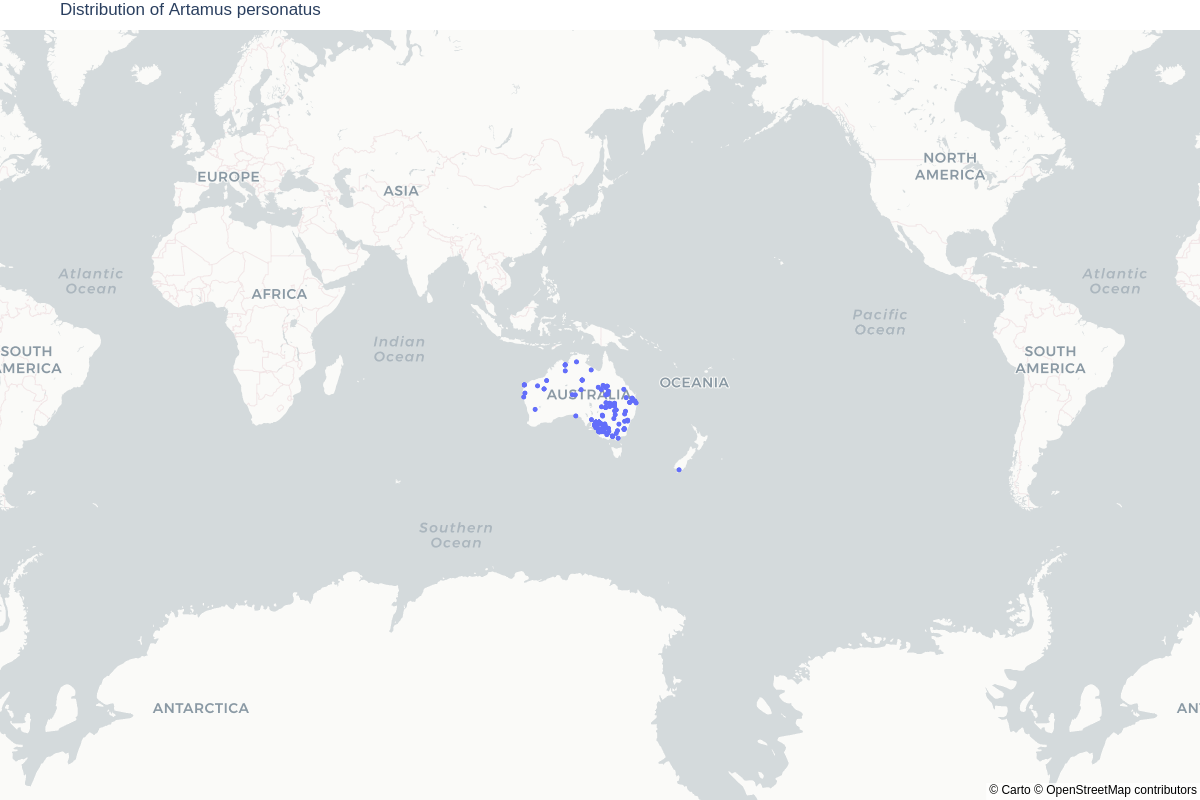 Distribution of Artamus personatus
NORTH
AMERICA
EUROPE
ASIA
Atlantic
Ocean
Atlantic
Ocean
AFRICA
Pacific
Ocean
Indian
Ocean
SOUTH
AMERICA
SOUTH
AMERICA
OCEANIA
AUSTRALIA
Southern
Ocean
ANTARCTICA
AN
© Carto © OpenStreetMap contributors